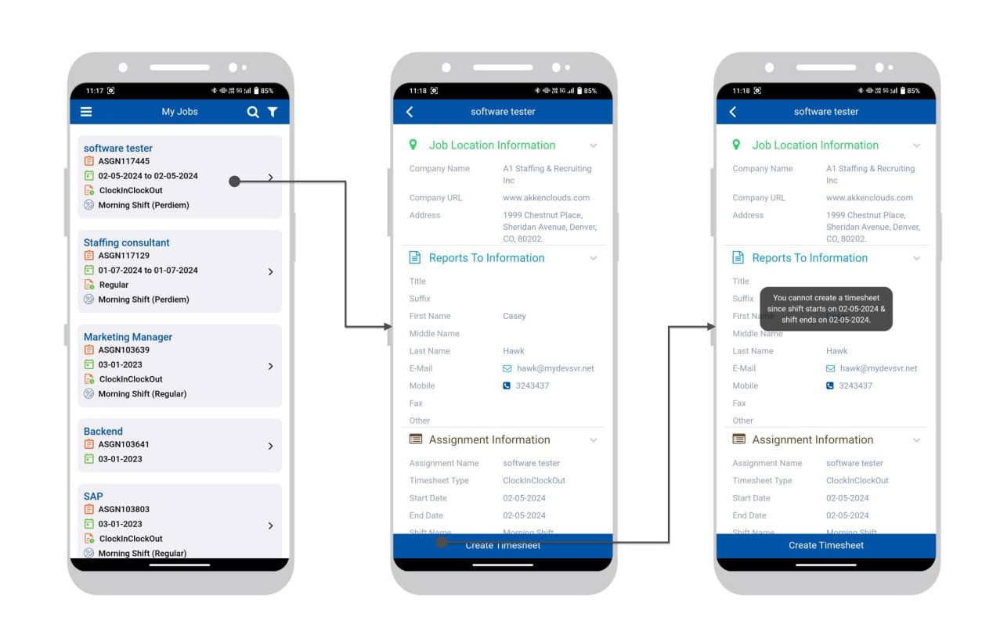 11:17
5G 85%
My Jobs
software tester
ASGN117445
02-05-2024 to 02-05-2024
ClockInClockOut
Morning Shift (Perdiem)
Staffing consultant
ASGN117129
01-07-2024 to 01-07-2024
Regular
Morning Shift (Perdiem)
Marketing Manager
ASGN103639
03-01-2023
ClockInClockOut
Morning Shift (Regular)
Backend
ASGN103641
03-01-2023
SAP
ASGN103803
03-01-2023
ClockInClockOut
Morning Shift (Regular)
11:18
5G 85%
software tester
Job Location Information
Company Name A1 Staffing & Recruiting
Inc
Company URL www.akkenclouds.com
Address 1999 Chestnut Place,
Sheridan Avenue, Denver,
CO, 80202.
Reports To Information
Title
Suffix
First Name Casey
Middle Name
Last Name Hawk
E-Mail hawk@mydevsvr.net
Mobile 3243437
Fax
Other
Assignment Information
Assignment Name software tester
Timesheet Type ClockInClockOut
Start Date 02-05-2024
End Date 02-05-2024
Shift Name Morning Shift
Create Timesheet
11:18
5G 85%
software tester
Job Location Information
Company Name A1 Staffing & Recruiting
Inc
Company URL www.akkenclouds.com
Address 1999 Chestnut Place,
Sheridan Avenue, Denver,
CO, 80202.
Reports To Information
Title
Suffix
You cannot create a timesheet
since shift starts on 02-05-2024 &
shift ends on 02-05-2024.
First Name
Middle Name
Last Name Hawk
E-Mail hawk@mydevsvr.net
Mobile 3243437
Fax
Other
Assignment Information
Assignment Name software tester
Timesheet Type ClockInClockOut
Start Date 02-05-2024
End Date 02-05-2024
Shift Name Morning Shift
Create Timesheet